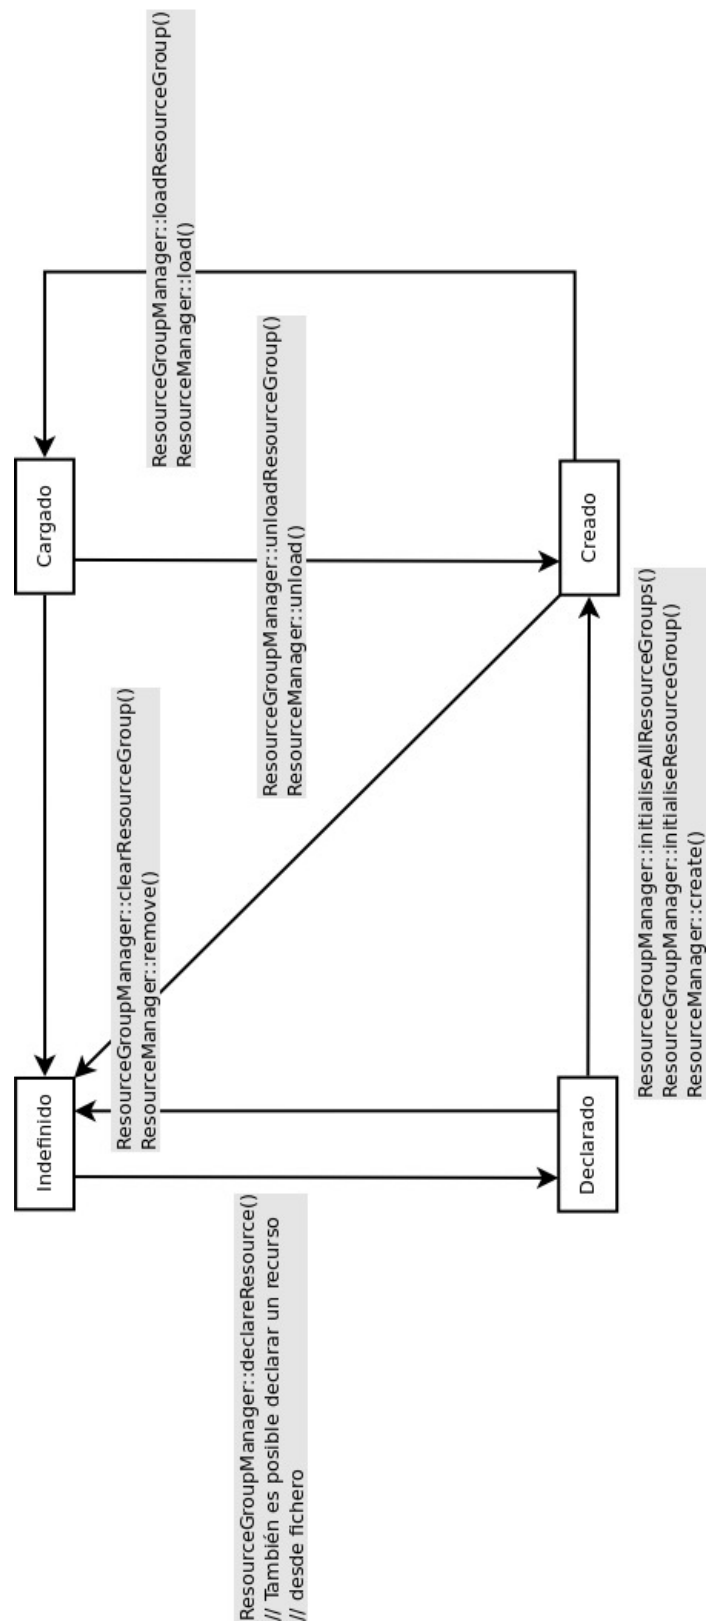 ResourceGroupManager::declareResource()
// También es posible declarar un recurso
// desde fichero
Indefinido
ResourceGroupManager::clearResourceGroup()
ResourceManager::remove()
Cargado
ResourceGroupManager::loadResourceGroup()
ResourceManager::load()
ResourceGroupManager::unloadResourceGroup()
ResourceManager::unload()
Declarado
Creado
ResourceGroupManager::initialiseAllResourceGroups()
ResourceGroupManager::initialiseResourceGroup()
ResourceManager::create()